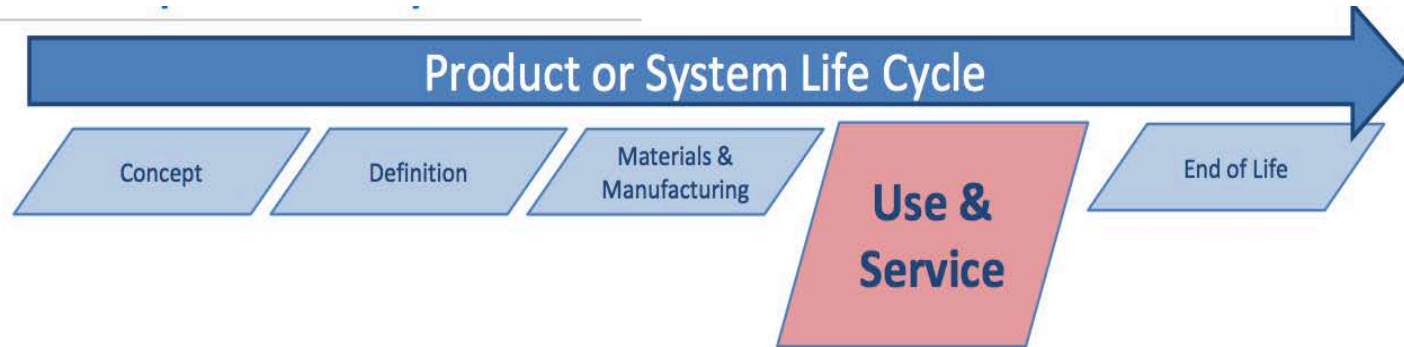 Product or System Life Cycle
Concept
Definition
Materials &
Manufacturing
Use &
Service
End of Life